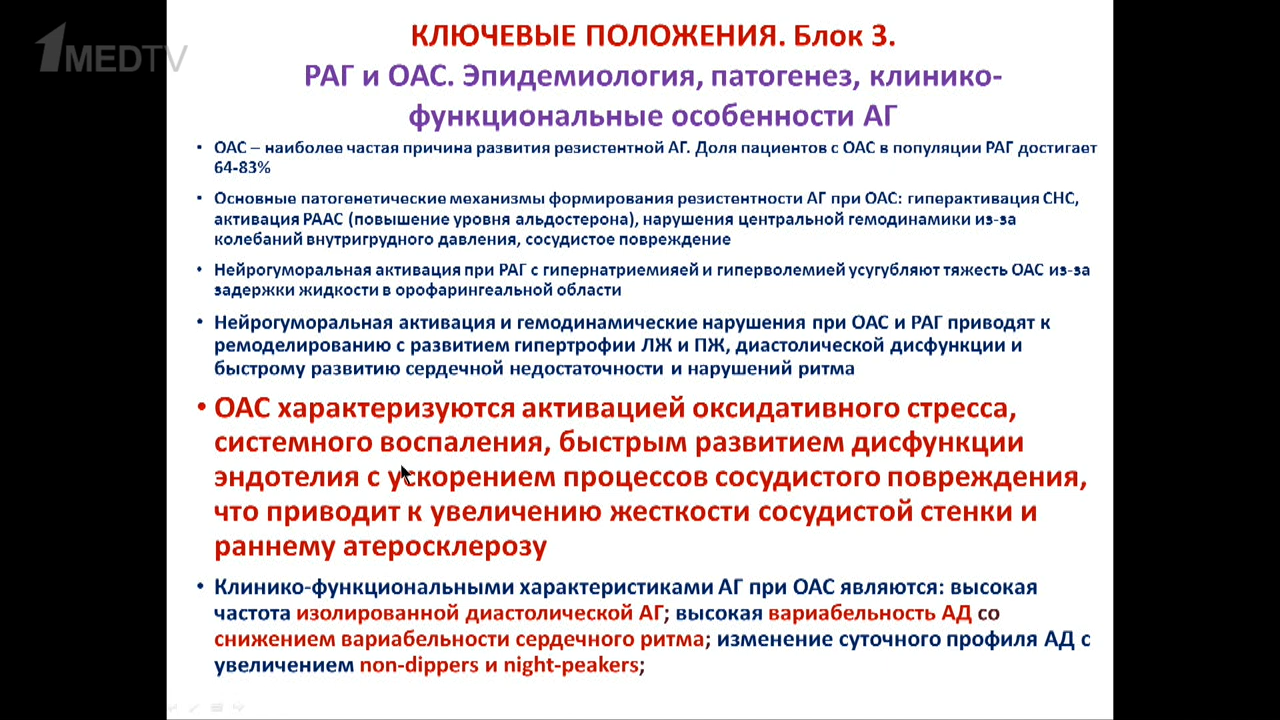 1MEDTV
КЛЮЧЕВЫЕ ПОЛОЖЕНИЯ. Блок 3.
РАГ и ОАС. Эпидемиология, патогенез, клинико-
функциональные особенности АГ
• ОАС – наиболее частая причина развития резистентной АГ. Доля пациентов с ОАС в популяции РАГ достигает
64-83%
• Основные патогенетические механизмы формирования резистентности АГ при ОАС: гиперактивация СНС,
активация РААС (повышение уровня альдостерона), нарушения центральной гемодинамики из-за
колебаний внутригрудного давления, сосудистое повреждение
• Нейрогуморальная активация при РАГ с гипернатриемияей и гиперволемией усугубляют тяжесть ОАС из-за
задержки жидкости в орофарингеальной области
• Нейрогуморальная активация и гемодинамические нарушения при ОАС и РАГ приводят к
ремоделированию с развитием гипертрофии ЛЖ и ПЖ, диастолической дисфункции и
быстрому развитию сердечной недостаточности и нарушений ритма
• ОАС характеризуются активацией оксидативного стресса,
системного воспаления, быстрым развитием дисфункции
эндотелия с ускорением процессов сосудистого повреждения,
что приводит к увеличению жесткости сосудистой стенки и
раннему атеросклерозу
• Клинико-функциональными характеристиками АГ при ОАС являются: высокая
частота изолированной диастолической АГ; высокая вариабельность АД со
снижением вариабельности сердечного ритма; изменение суточного профиля АД с
увеличением non-dippers и night-peakers;